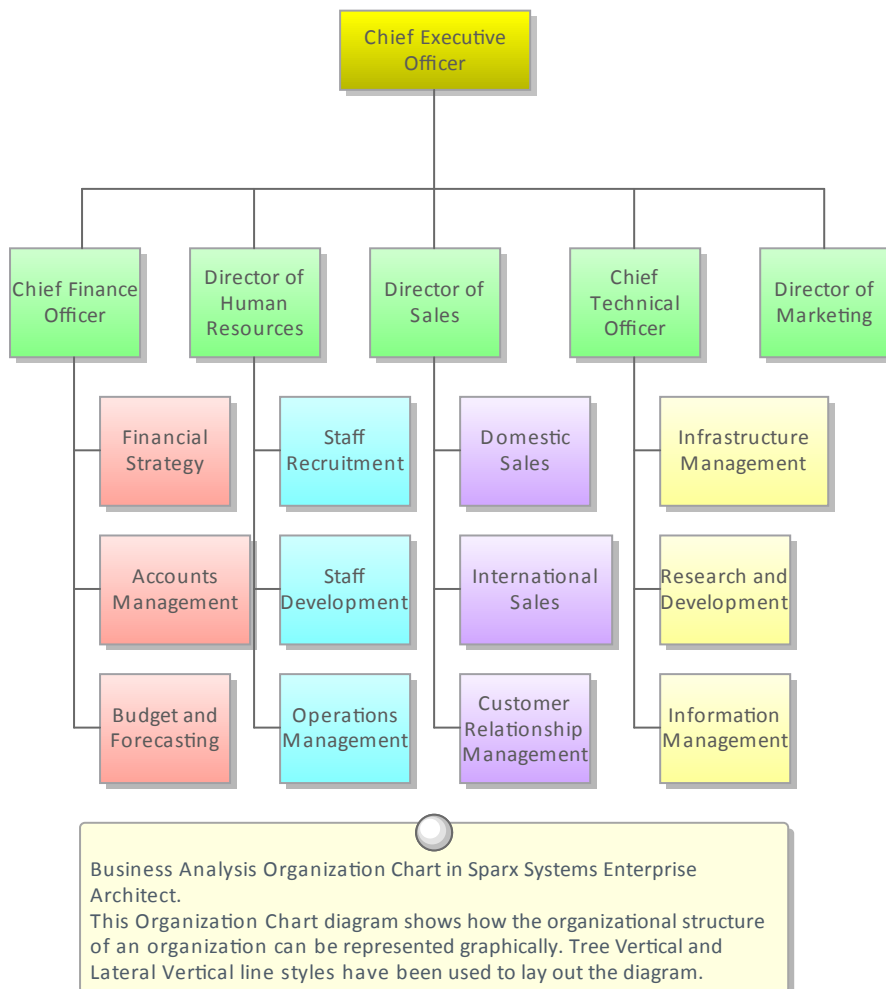 Chief Executive
Officer
Chief Finance
Officer
Director of
Human
Resources
Director of
Sales
Chief
Technical
Officer
Director of
Marketing
Financial
Strategy
Staff
Recruitment
Domestic
Sales
Infrastructure
Management
Accounts
Management
Staff
Development
International
Sales
Research and
Development
Budget and
Forecasting
Operations
Management
Customer
Relationship
Management
Information
Management
Business Analysis Organization Chart in Sparx Systems Enterprise
Architect.
This Organization Chart diagram shows how the organizational structure
of an organization can be represented graphically. Tree Vertical and
Lateral Vertical line styles have been used to lay out the diagram.